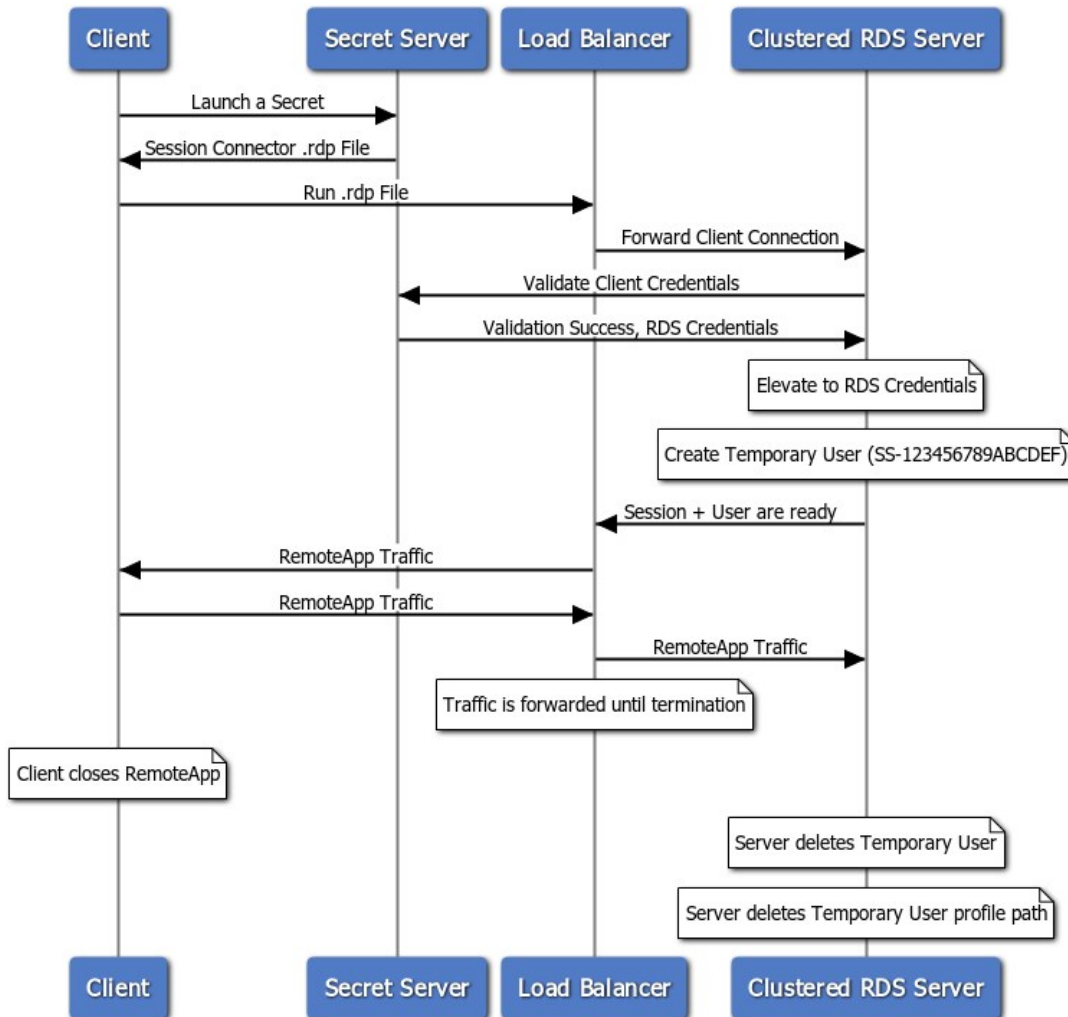 Client
Secret Server
Load Balancer
Clustered RDS Server
Launch a Secret
Session Connector .rdp File
Run .rdp File
Forward Client Connection
Validate Client Credentials
Validation Success, RDS Credentials
Elevate to RDS Credentials
Create Temporary User (SS-123456789ABCDEF)
Session + User are ready
RemoteApp Traffic
RemoteApp Traffic
RemoteApp Traffic
Traffic is forwarded until termination
Client closes RemoteApp
Server deletes Temporary User
Server deletes Temporary User profile path
Client
Secret Server
Load Balancer
Clustered RDS Server